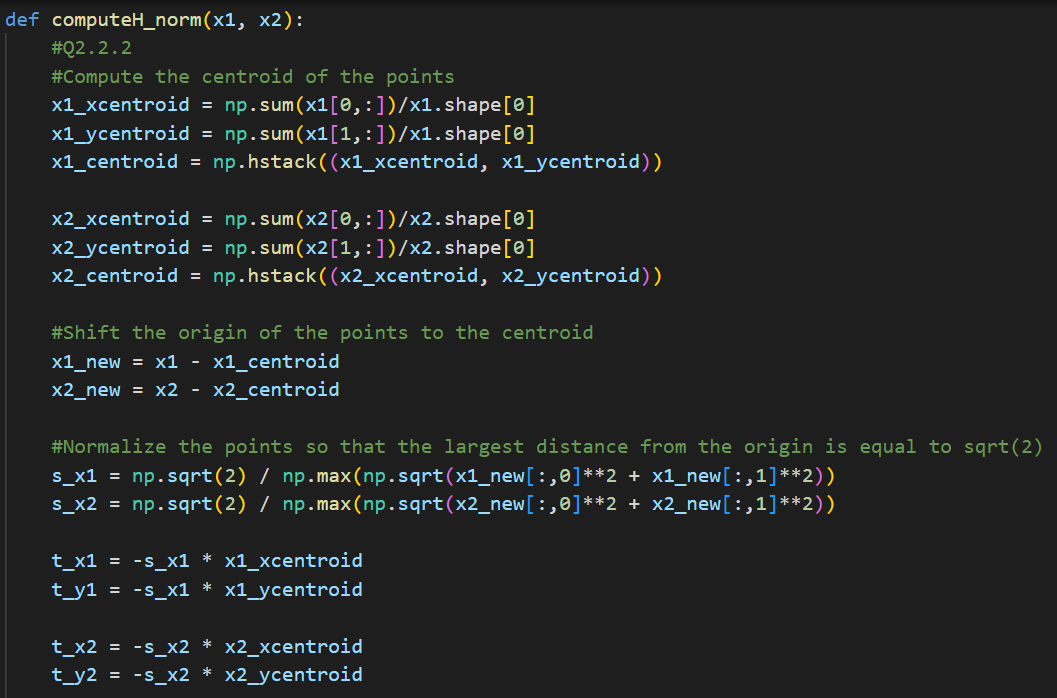 def computeH_norm(x1, x2):
    #Q2.2.2
    #Compute the centroid of the points
    x1_xcentroid = np.sum(x1[0,:])/x1.shape[0]
    x1_ycentroid = np.sum(x1[1,:])/x1.shape[0]
    x1_centroid = np.hstack((x1_xcentroid, x1_ycentroid))
    x2_xcentroid = np.sum(x2[0,:])/x2.shape[0]
    x2_ycentroid = np.sum(x2[1,:])/x2.shape[0]
    x2_centroid = np.hstack((x2_xcentroid, x2_ycentroid))
    #Shift the origin of the points to the centroid
    x1_new = x1 - x1_centroid
    x2_new = x2 - x2_centroid
    #Normalize the points so that the largest distance from the origin is equal to sqrt(2)
    s_x1 = np.sqrt(2) / np.max(np.sqrt(x1_new[:,0]**2 + x1_new[:,1]**2))
    s_x2 = np.sqrt(2) / np.max(np.sqrt(x2_new[:,0]**2 + x2_new[:,1]**2))
    t_x1 = -s_x1 * x1_xcentroid
    t_y1 = -s_x1 * x1_ycentroid
    t_x2 = -s_x2 * x2_xcentroid
    t_y2 = -s_x2 * x2_ycentroid